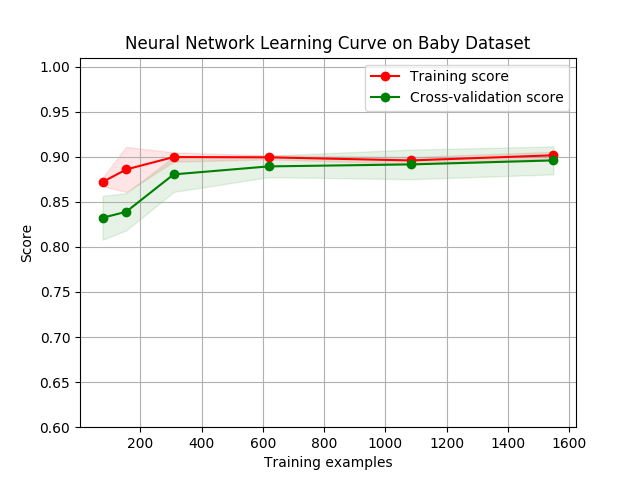 Neural Network Learning Curve on Baby Dataset
Training score
Cross-validation score
1.00
0.95
0.90
0.85
0.80
0.75
0.70
0.65
0.60
Score
200 400 600 800 1000 1200 1400 1600
Training examples